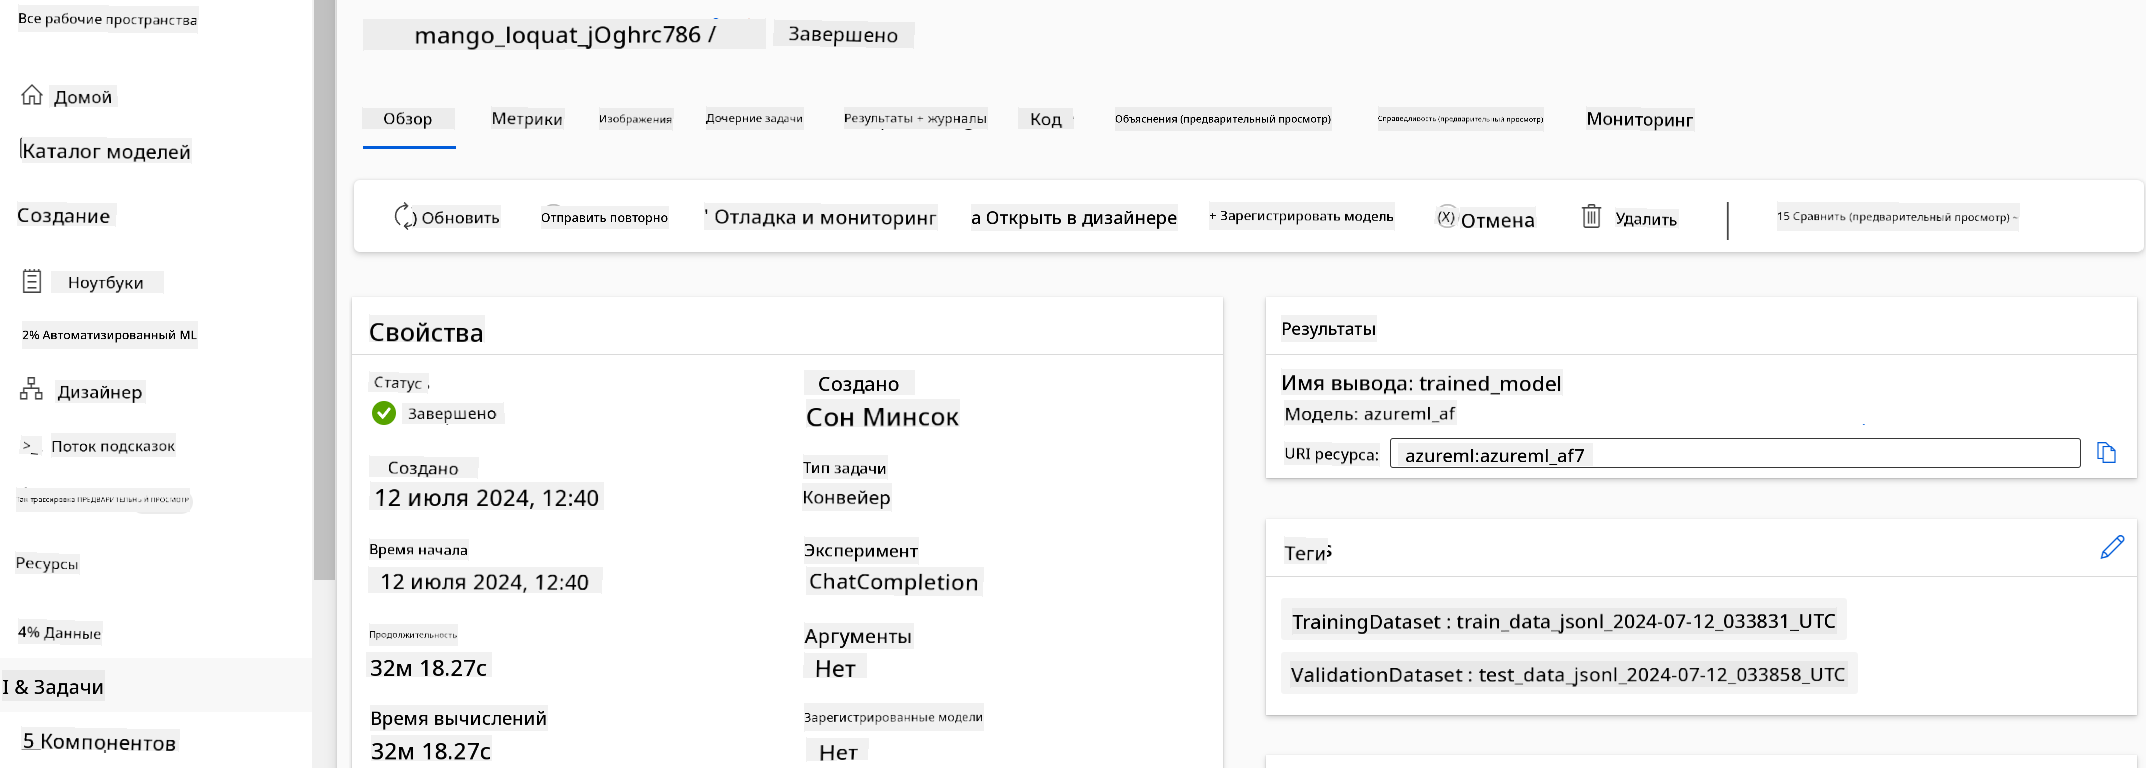 Все рабочие пространства
Домой
Каталог моделей
Создание
Ноутбуки
2% Автоматизированный ML
Дизайнер
>_ Поток подсказок
трассировка ПРЕДВАРИТЕЛЬНЫЙ ПРОСМОТР
Ресурсы
4% Данные
I & Задачи
5 Компонентов
mango_loquat_jOghrc786 / Завершено
Обзор Метрики Изображения Дочерние задачи Результаты + журналы Код Объяснения (предварительный просмотр) Справедливость (предварительный просмотр) Мониторинг
Обновить Отправить повторно ' Отладка и мониторинг а Открыть в дизайнере + Зарегистрировать модель (X) Отмена Удалить 15 Сравнить (предварительный просмотр) ~
Свойства
Статус
Завершено
Создано
12 июля 2024, 12:40
Время начала
12 июля 2024, 12:40
Продолжительность
32м 18.27с
Время вычислений
32м 18.27с
Создано
Сон Минсок
Тип задачи
Конвейер
Эксперимент
ChatCompletion
Аргументы
Нет
Зарегистрированные модели
Нет
Результаты
Имя вывода: trained_model
Модель: azureml_af
URI ресурса: azureml:azureml_af7
Теги
TrainingDataset : train_data_jsonl_2024-07-12_033831_UTC
ValidationDataset : test_data_jsonl_2024-07-12_033858_UTC